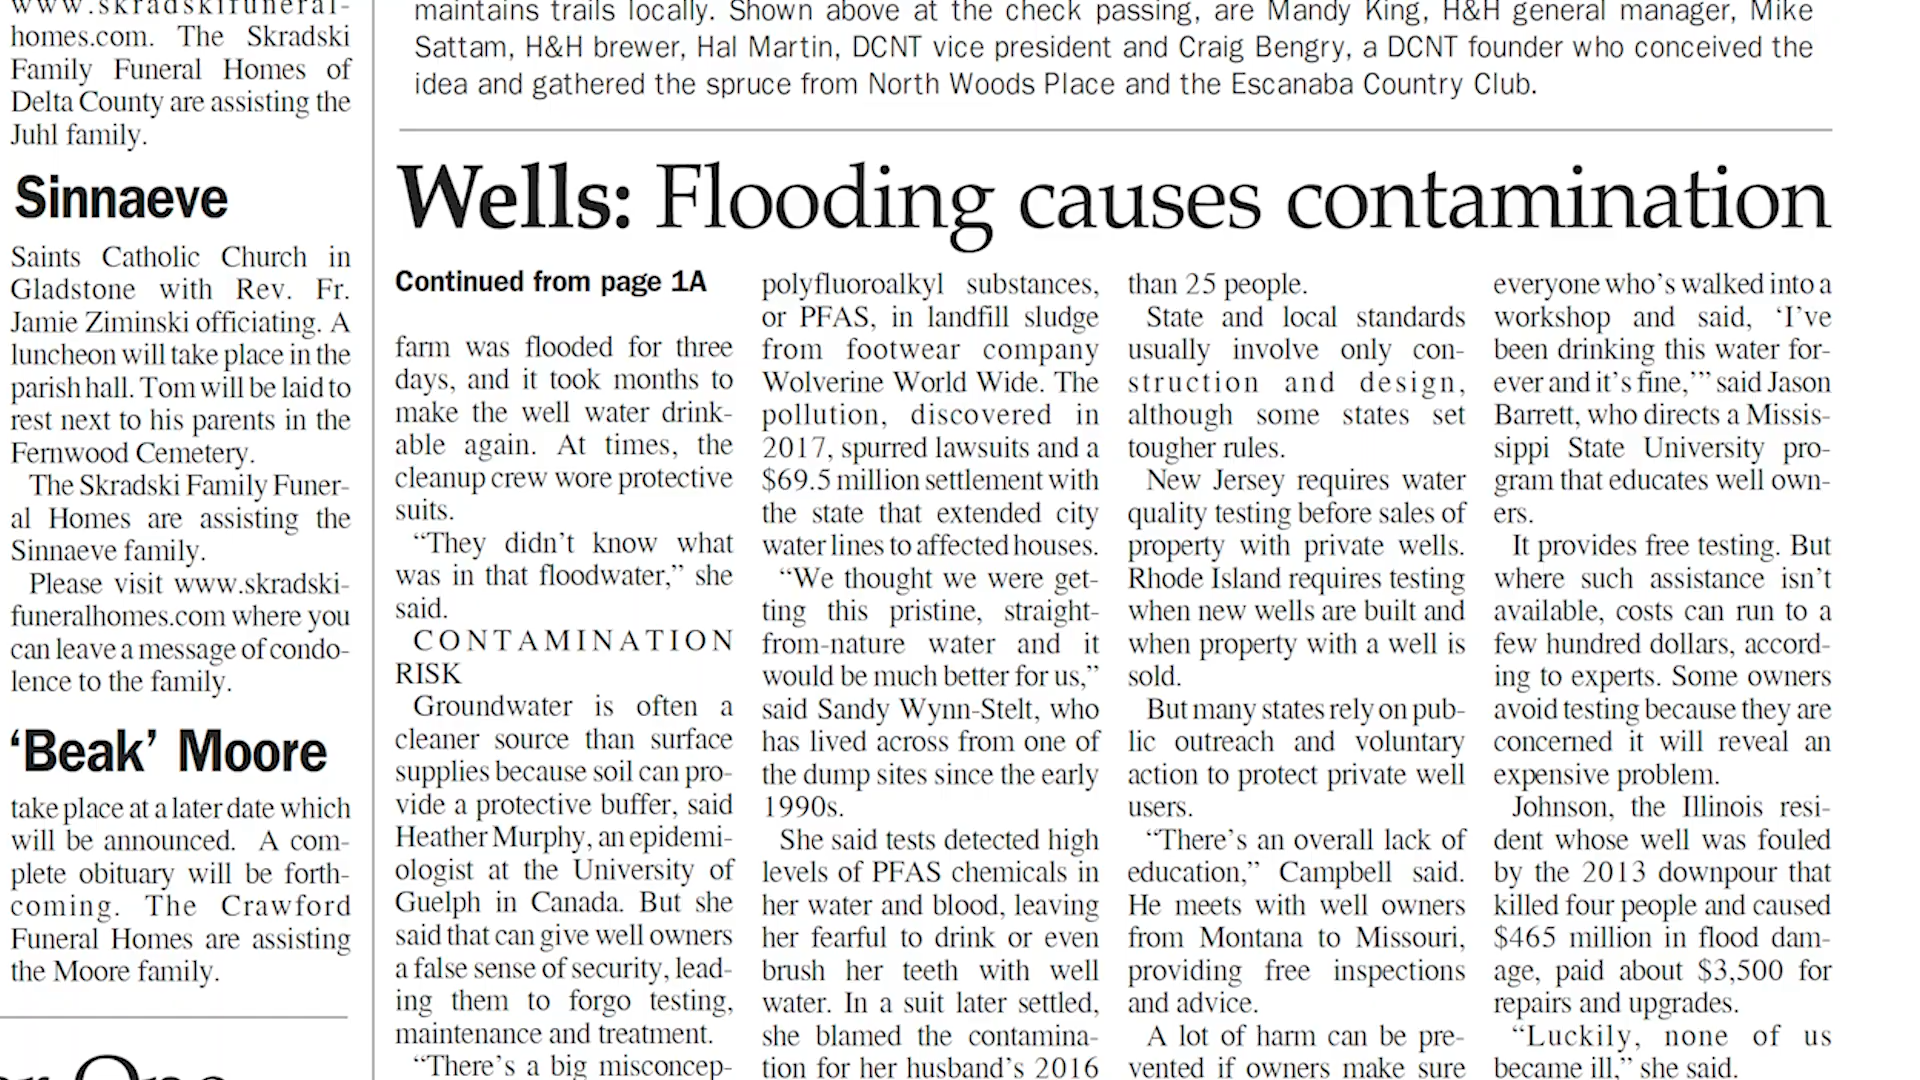 www.skradskifuneral-
homes.com. The Skradski
Family Funeral Homes of
Delta County are assisting the
Juhl family.
Sinnaeve
Saints Catholic Church in
Gladstone with Rev. Fr.
Jamie Ziminski officiating. A
luncheon will take place in the
parish hall. Tom will be laid to
rest next to his parents in the
Fernwood Cemetery.
The Skradski Family Funer-
al Homes are assisting the
Sinnaeve family.
Please visit www.skradski-
funeralhomes.com where you
can leave a message of condo-
lence to the family.
‘Beak’ Moore
take place at a later date which
will be announced. A com-
plete obituary will be forth-
coming. The Crawford
Funeral Homes are assisting
the Moore family.
maintains trails locally. Shown above at the check passing, are Mandy King, H&H general manager, Mike
Sattam, H&H brewer, Hal Martin, DCNT vice president and Craig Bengry, a DCNT founder who conceived the
idea and gathered the spruce from North Woods Place and the Escanaba Country Club.
Wells: Flooding causes contamination
Continued from page 1A
farm was flooded for three
days, and it took months to
make the well water drink-
able again. At times, the
cleanup crew wore protective
suits.
“They didn’t know what
was in that floodwater,” she
said.
CONTAMINATION
RISK
Groundwater is often a
cleaner source than surface
supplies because soil can pro-
vide a protective buffer, said
Heather Murphy, an epidemi-
ologist at the University of
Guelph in Canada. But she
said that can give well owners
a false sense of security, lead-
ing them to forgo testing,
maintenance and treatment.
“There’s a big misconcep-
polyfluoroalkyl substances,
or PFAS, in landfill sludge
from footwear company
Wolverine World Wide. The
pollution, discovered in
2017, spurred lawsuits and a
$69.5 million settlement with
the state that extended city
water lines to affected houses.
“We thought we were get-
ting this pristine, straight-
from-nature water and it
would be much better for us,”
said Sandy Wynn-Stelt, who
has lived across from one of
the dump sites since the early
1990s.
She said tests detected high
levels of PFAS chemicals in
her water and blood, leaving
her fearful to drink or even
brush her teeth with well
water. In a suit later settled,
she blamed the contamina-
tion for her husband’s 2016
than 25 people.
State and local standards
usually involve only con-
struction and design,
although some states set
tougher rules.
New Jersey requires water
quality testing before sales of
property with private wells.
Rhode Island requires testing
when new wells are built and
when property with a well is
sold.
But many states rely on pub-
lic outreach and voluntary
action to protect private well
users.
“There’s an overall lack of
education,” Campbell said.
He meets with well owners
from Montana to Missouri,
providing free inspections
and advice.
A lot of harm can be pre-
vented if owners make sure
everyone who’s walked into a
workshop and said, ‘I’ve
been drinking this water for-
ever and it’s fine,’” said Jason
Barrett, who directs a Missis-
sippi State University pro-
gram that educates well own-
ers.
It provides free testing. But
where such assistance isn’t
available, costs can run to a
few hundred dollars, accord-
ing to experts. Some owners
avoid testing because they are
concerned it will reveal an
expensive problem.
Johnson, the Illinois resi-
dent whose well was fouled
by the 2013 downpour that
killed four people and caused
$465 million in flood dam-
age, paid about $3,500 for
repairs and upgrades.
“Luckily, none of us
became ill,” she said.